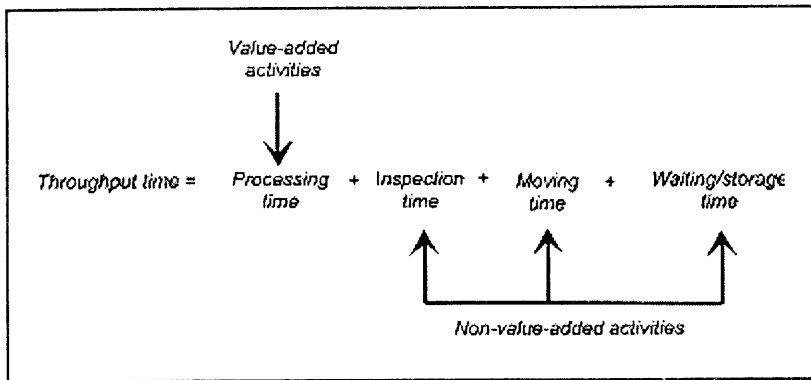 Value-added
activities
Throughput time = Processing + Inspection + Moving + Waiting/storage
time time time time
Non-value-added activities